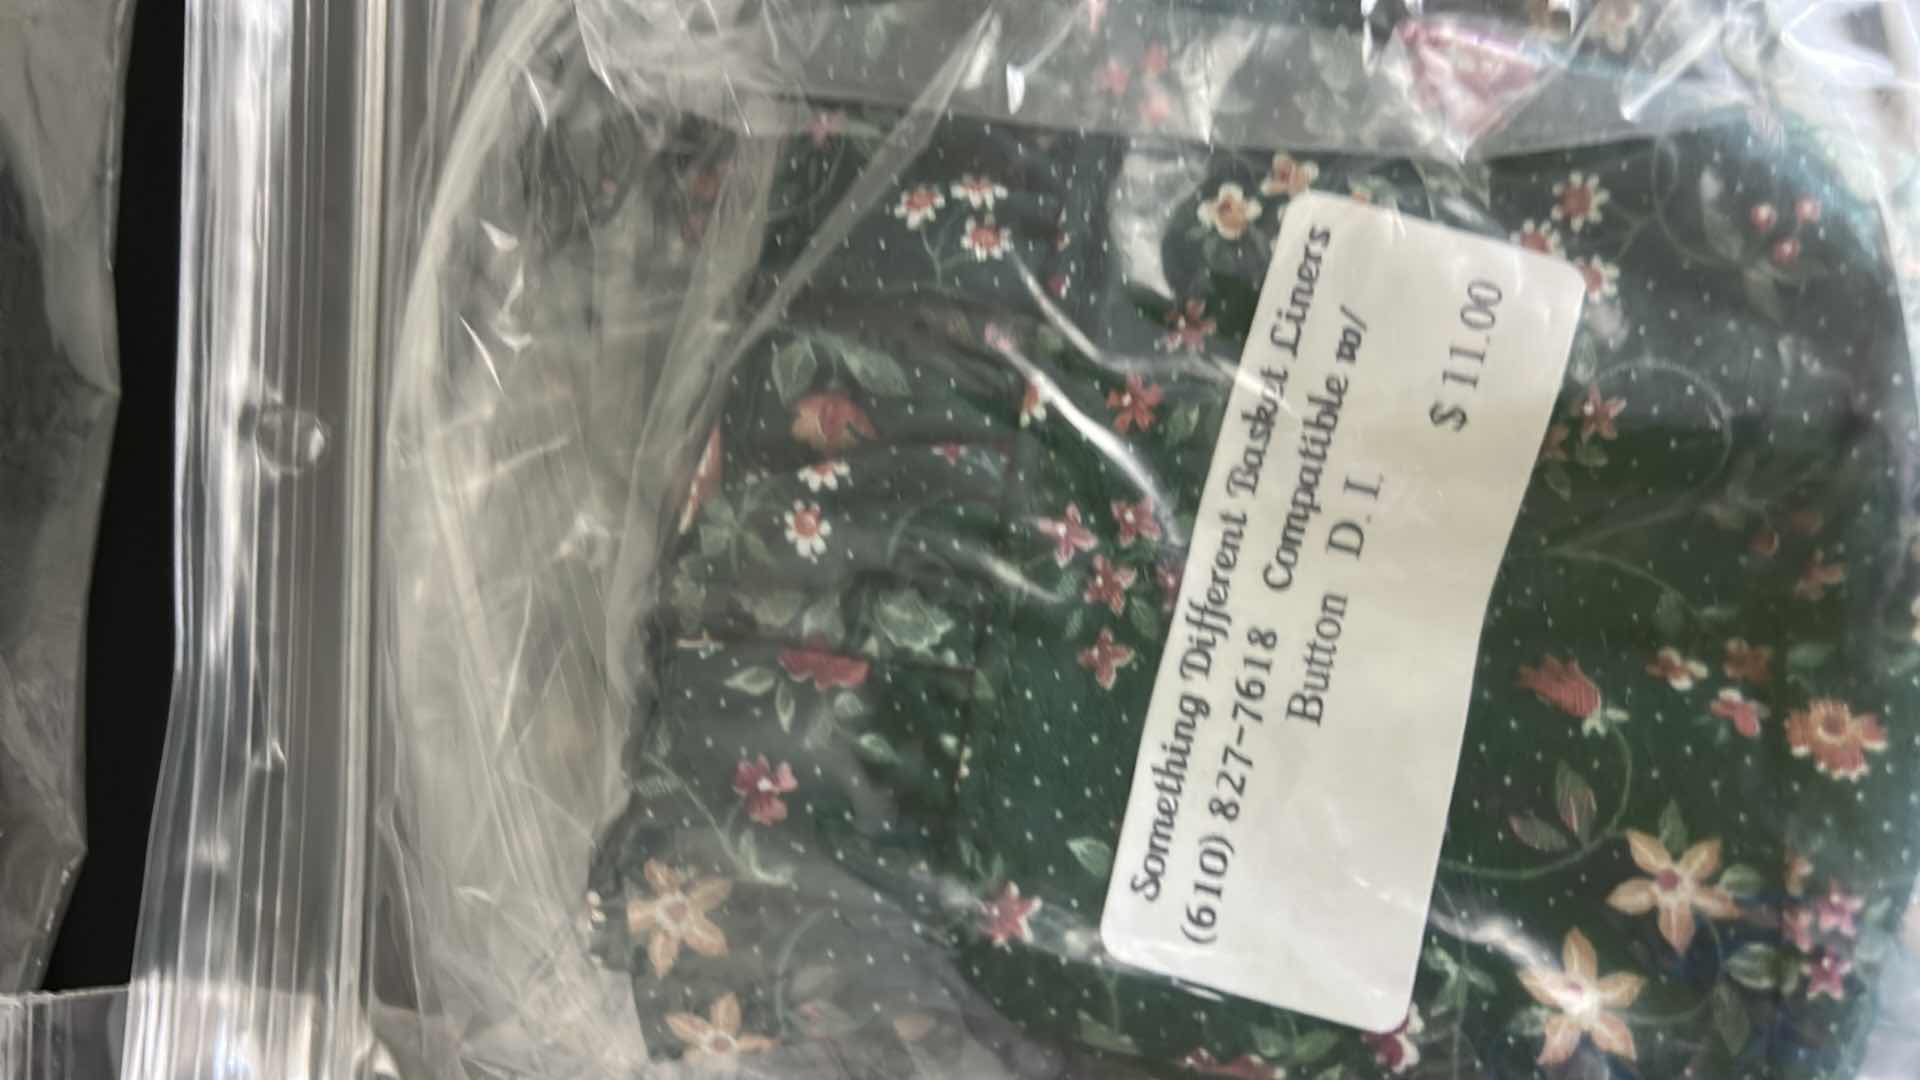 Something Different Basket Liners
(610) 827-7618 Compatible w/
Button D. I.
$ 11.00